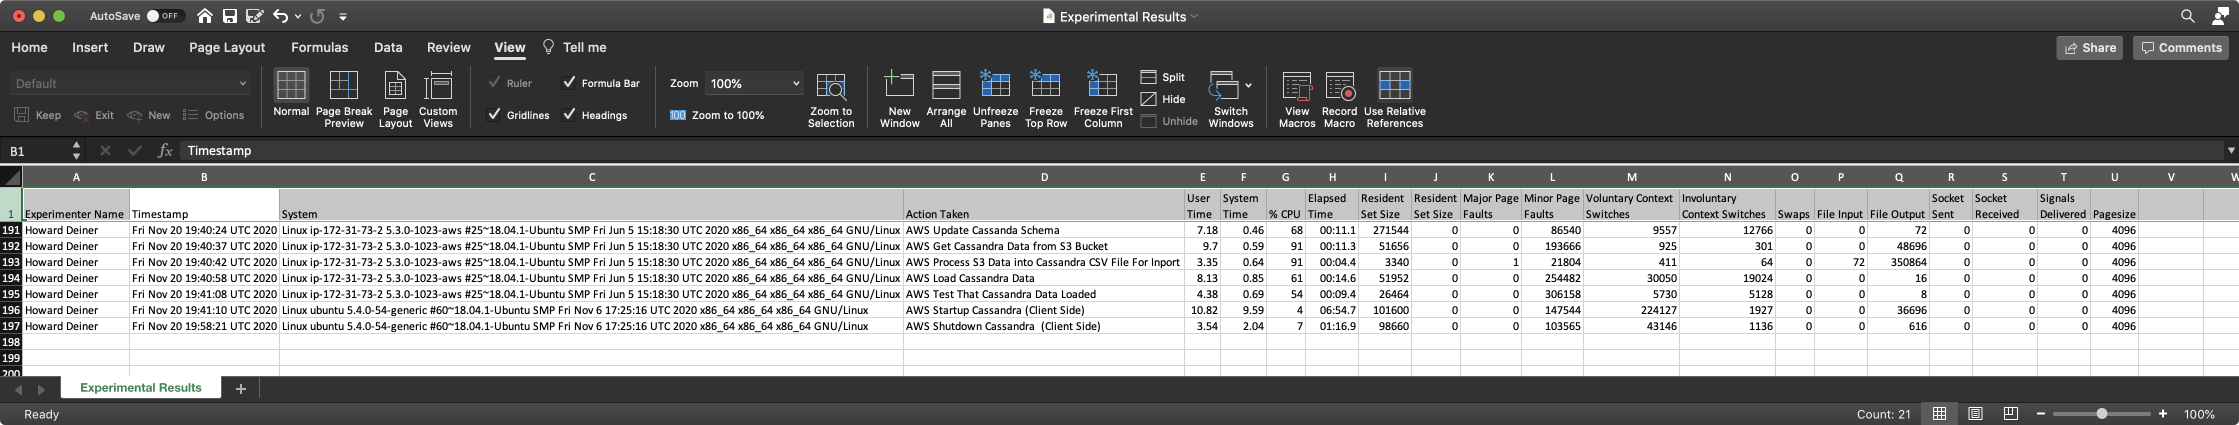 AutoSave OFF Experimental Results
Home Insert Draw Page Layout Formulas Data Review View Tell me Share Comments
Default Ruler Formula Bar Zoom 100% Split
Hide
Keep Exit New Options Normal Page Break Preview Page Layout Custom Views Gridlines Headings 100 Zoom to 100% Zoom to Selection New Window Arrange All Unfreeze Panes Freeze Top Row Freeze First Column Unhide Switch Windows View Macros Record Macro Use Relative References
B1 fx Timestamp
A B C D E F G H I J K L M N O P Q R S T U V W
1 Experimenter Name Timestamp System Action Taken User Time System Time % CPU Elapsed Time Resident Set Size Resident Set Size Major Page Faults Minor Page Faults Voluntary Context Switches Involuntary Context Switches Swaps File Input File Output Socket Sent Socket Received Signals Delivered Pagesize
191 Howard Deiner Fri Nov 20 19:40:24 UTC 2020 Linux ip-172-31-73-2 5.3.0-1023-aws #25~18.04.1-Ubuntu SMP Fri Jun 5 15:18:30 UTC 2020 x86_64 x86_64 x86_64 GNU/Linux AWS Update Cassanda Schema 7.18 0.46 68 00:11.1 271544 0 0 86540 9557 12766 0 0 72 0 0 0 4096
192 Howard Deiner Fri Nov 20 19:40:37 UTC 2020 Linux ip-172-31-73-2 5.3.0-1023-aws #25~18.04.1-Ubuntu SMP Fri Jun 5 15:18:30 UTC 2020 x86_64 x86_64 x86_64 GNU/Linux AWS Get Cassandra Data from S3 Bucket 9.7 0.59 91 00:11.3 51656 0 0 193666 925 301 0 0 48696 0 0 0 4096
193 Howard Deiner Fri Nov 20 19:40:42 UTC 2020 Linux ip-172-31-73-2 5.3.0-1023-aws #25~18.04.1-Ubuntu SMP Fri Jun 5 15:18:30 UTC 2020 x86_64 x86_64 x86_64 GNU/Linux AWS Process S3 Data into Cassandra CSV File For Inport 3.35 0.64 91 00:04.4 3340 0 1 21804 411 64 0 72 350864 0 0 0 4096
194 Howard Deiner Fri Nov 20 19:40:58 UTC 2020 Linux ip-172-31-73-2 5.3.0-1023-aws #25~18.04.1-Ubuntu SMP Fri Jun 5 15:18:30 UTC 2020 x86_64 x86_64 x86_64 GNU/Linux AWS Load Cassandra Data 8.13 0.85 61 00:14.6 51952 0 0 254482 30050 19024 0 0 16 0 0 0 4096
195 Howard Deiner Fri Nov 20 19:41:08 UTC 2020 Linux ip-172-31-73-2 5.3.0-1023-aws #25~18.04.1-Ubuntu SMP Fri Jun 5 15:18:30 UTC 2020 x86_64 x86_64 x86_64 GNU/Linux AWS Test That Cassandra Data Loaded 4.38 0.69 54 00:09.4 26464 0 0 306158 5730 5128 0 0 8 0 0 0 4096
196 Howard Deiner Fri Nov 20 19:41:10 UTC 2020 Linux ubuntu 5.4.0-54-generic #60~18.04.1-Ubuntu SMP Fri Nov 6 17:25:16 UTC 2020 x86_64 x86_64 x86_64 GNU/Linux AWS Startup Cassandra (Client Side) 10.82 9.59 4 06:54.7 101600 0 0 147544 224127 1927 0 0 36696 0 0 0 4096
197 Howard Deiner Fri Nov 20 19:58:21 UTC 2020 Linux ubuntu 5.4.0-54-generic #60~18.04.1-Ubuntu SMP Fri Nov 6 17:25:16 UTC 2020 x86_64 x86_64 x86_64 GNU/Linux AWS Shutdown Cassandra (Client Side) 3.54 2.04 7 01:16.9 98660 0 0 103565 43146 1136 0 0 616 0 0 0 4096
198
199
200
Experimental Results +
Ready Count: 21 100%